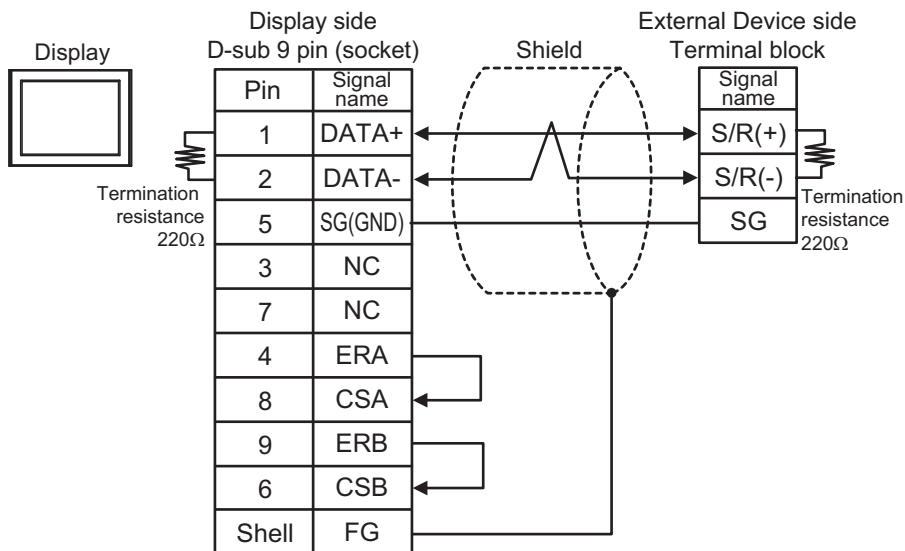 Display
Display side
D-sub 9 pin (socket)
Shield
External Device side
Terminal block
Pin Signal name
1 DATA+
2 DATA-
5 SG(GND)
3 NC
7 NC
4 ERA
8 CSA
9 ERB
6 CSB
Shell FG
Termination
resistance
220Ω
Signal
name
S/R(+)
S/R(-)
SG
Termination
resistance
220Ω